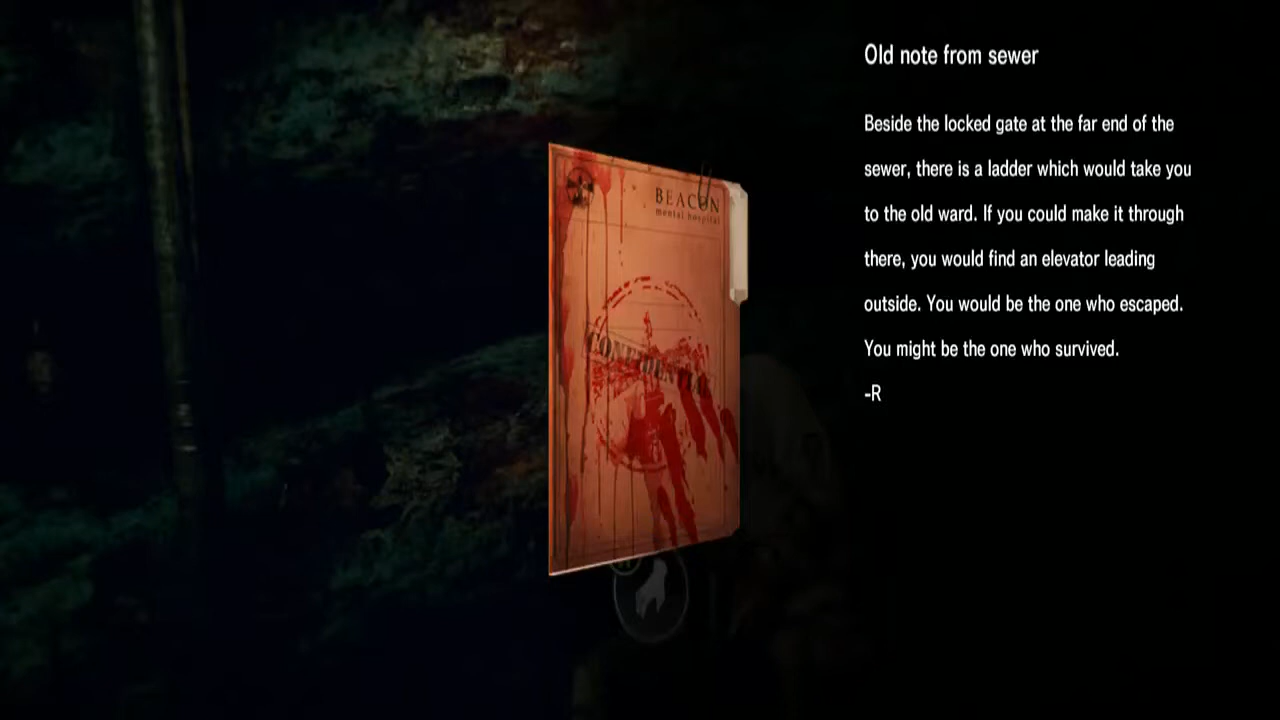 Old note from sewer
Beside the locked gate at the far end of the
sewer, there is a ladder which would take you
to the old ward. If you could make it through
there, you would find an elevator leading
outside. You would be the one who escaped.
You might be the one who survived.
-R
BEACON
mental hospital
CONFIDENTIAL